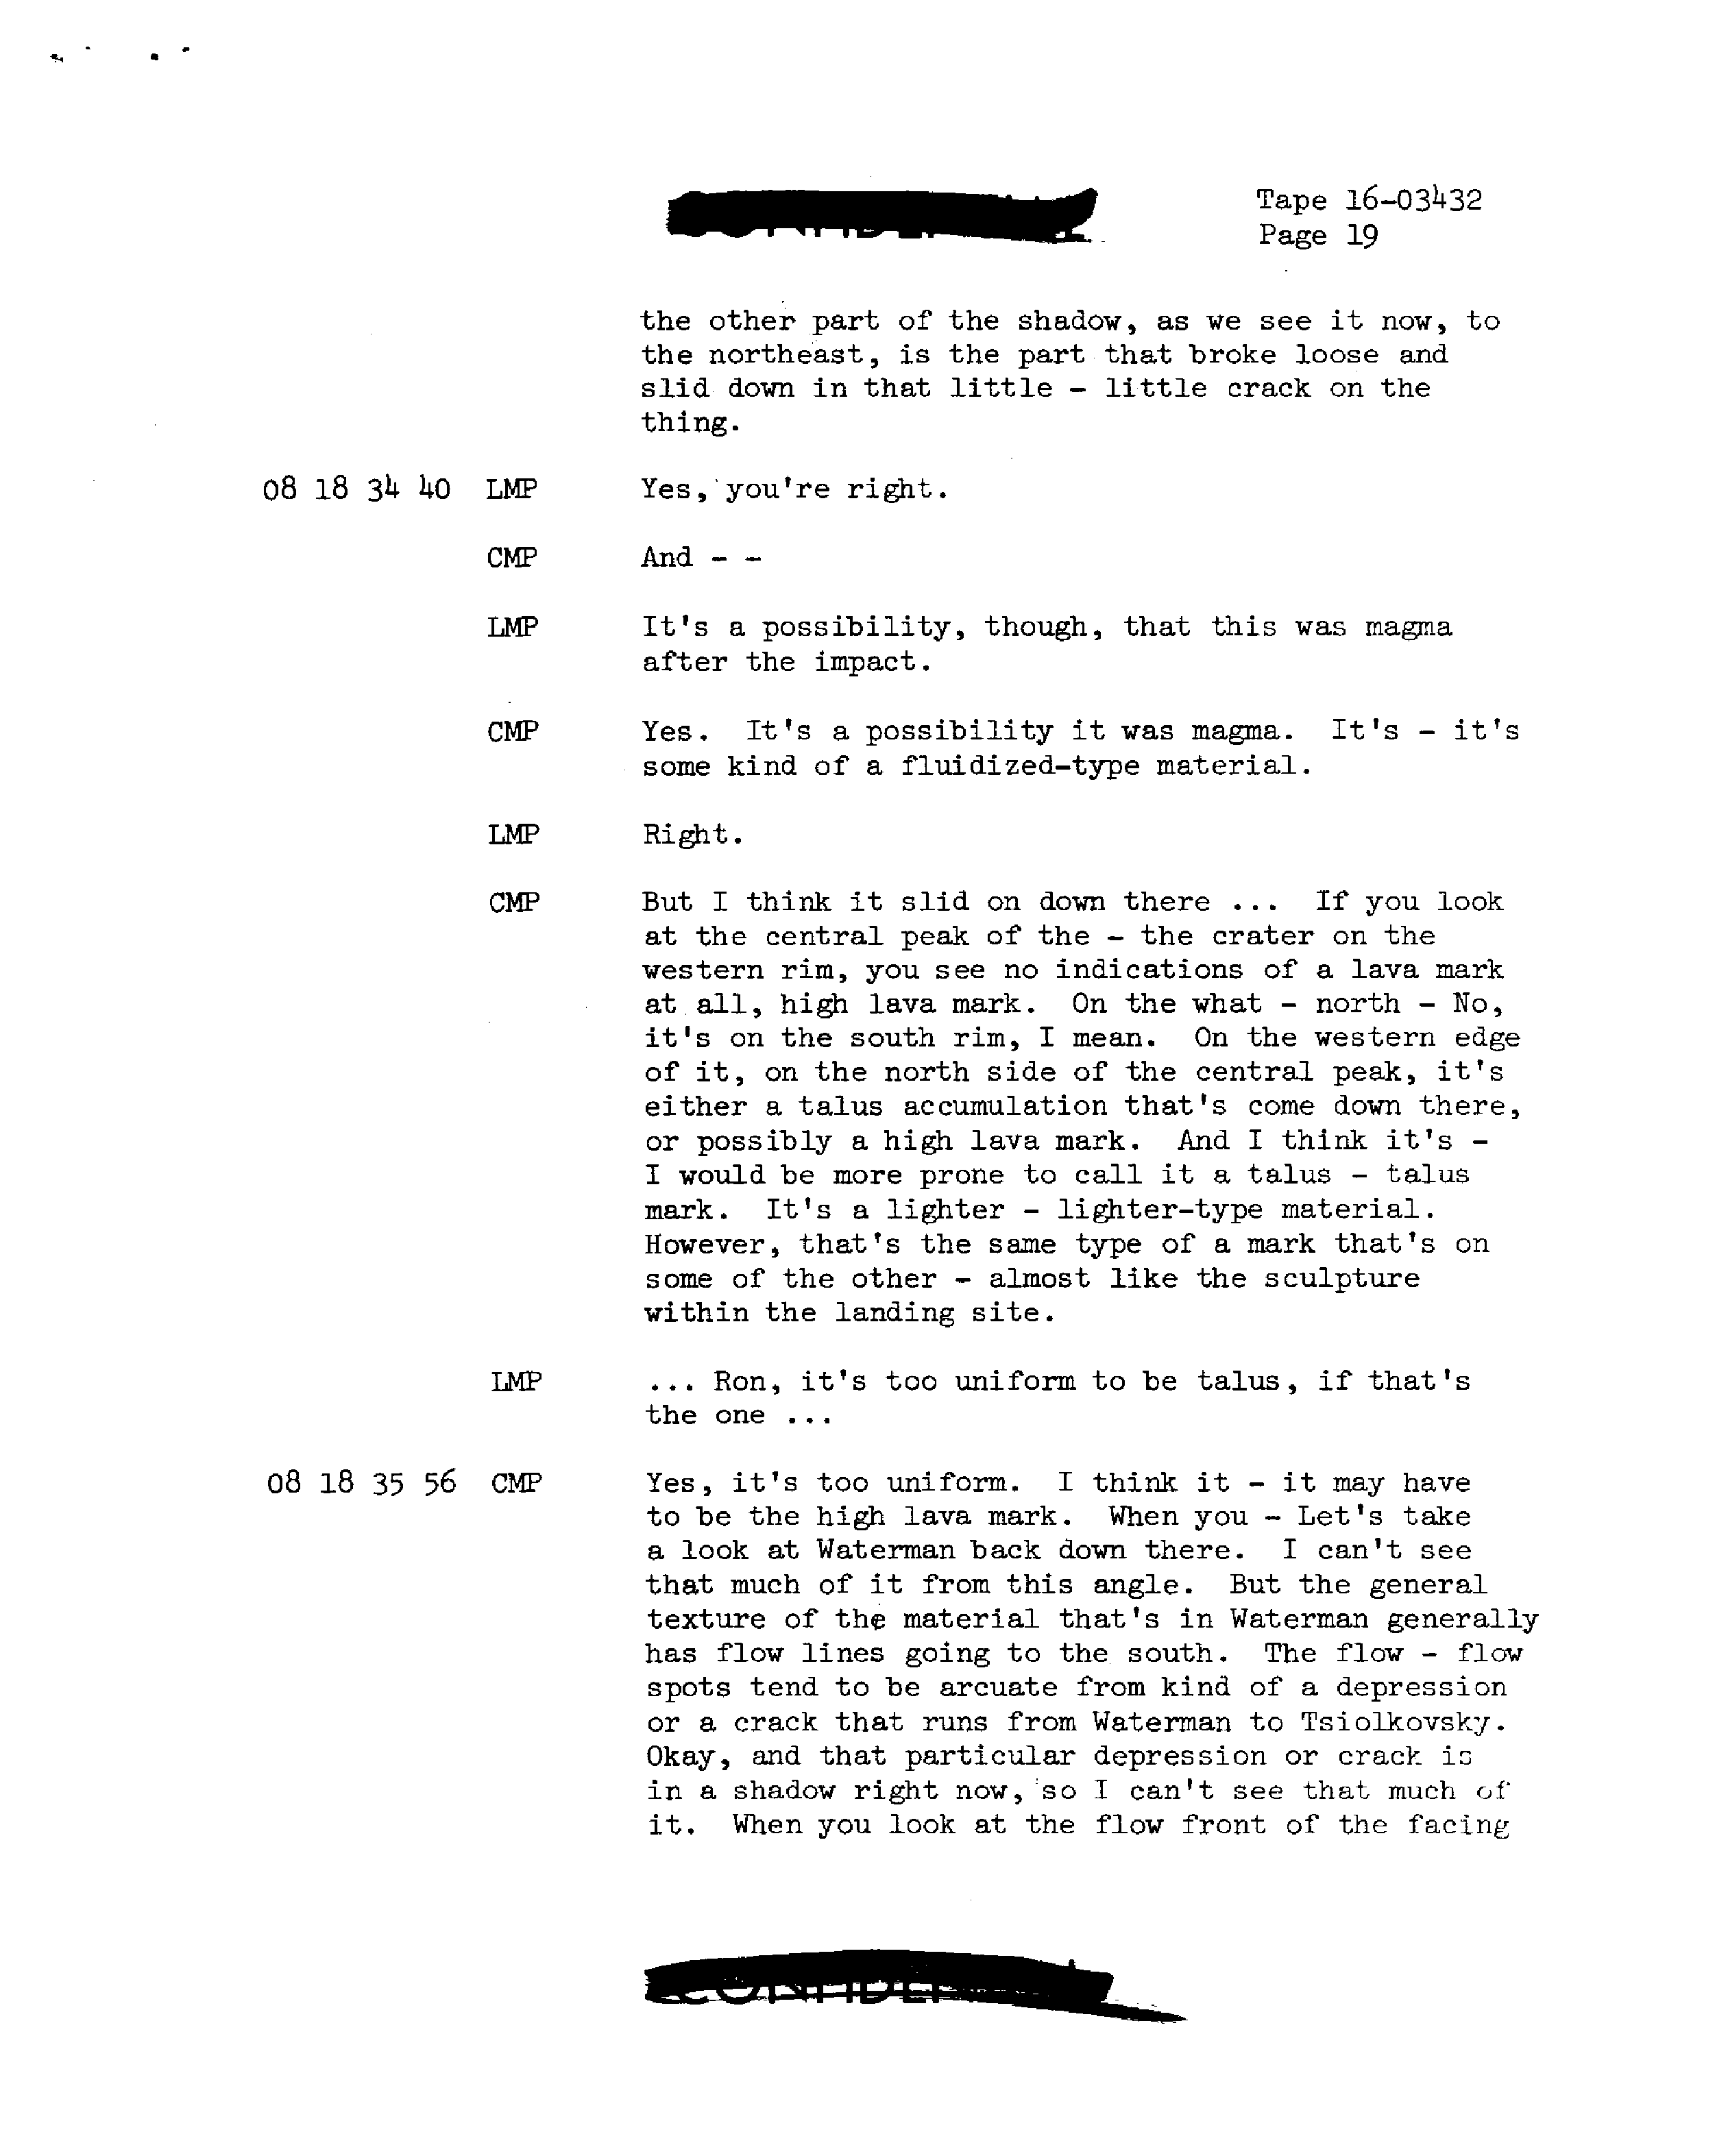 Tape 16-03432
Page 19
the other part of the shadow, as we see it now, to
the northeast, is the part that broke loose and
slid down in that little - little crack on the
thing.
08 18 34 40 LMP Yes, you're right.
CMP And - -
LMP It's a possibility, though, that this was magma
after the impact.
CMP Yes. It's a possibility it was magma. It's - it's
some kind of a fluidized-type material.
LMP Right.
CMP But I think it slid on down there ... If you look
at the central peak of the - the crater on the
western rim, you see no indications of a lava mark
at all, high lava mark. On the what - north - No,
it's on the south rim, I mean. On the western edge
of it, on the north side of the central peak, it's
either a talus accumulation that's come down there,
or possibly a high lava mark. And I think it's -
I would be more prone to call it a talus - talus
mark. It's a lighter - lighter-type material.
However, that's the same type of a mark that's on
some of the other - almost like the sculpture
within the landing site.
LMP ... Ron, it's too uniform to be talus, if that's
the one ...
08 18 35 56 CMP Yes, it's too uniform. I think it - it may have
to be the high lava mark. When you - Let's take
a look at Waterman back down there. I can't see
that much of it from this angle. But the general
texture of the material that's in Waterman generally
has flow lines going to the south. The flow - flow
spots tend to be arcuate from kind of a depression
or a crack that runs from Waterman to Tsiolkovsky.
Okay, and that particular depression or crack is
in a shadow right now, so I can't see that much of
it. When you look at the flow front of the facing